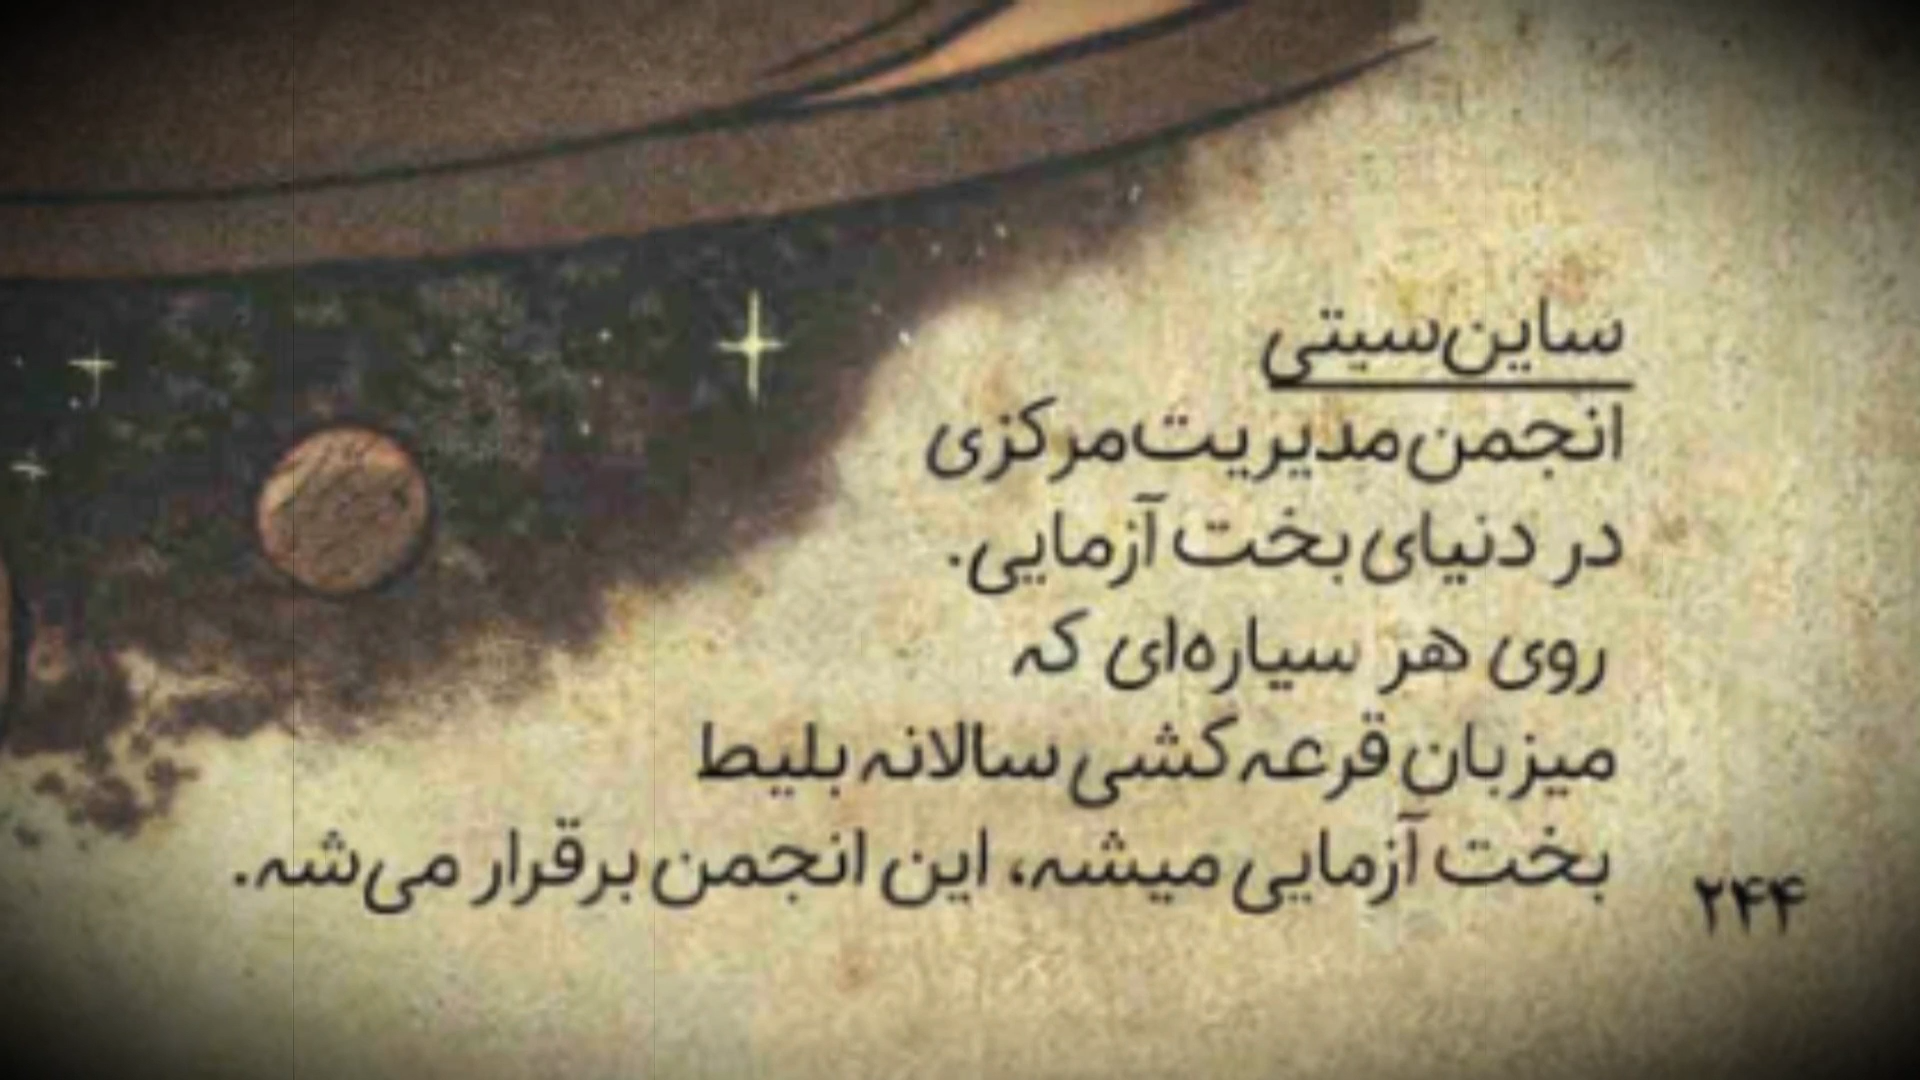 ساین‌سیتی
انجمن مدیریت مرکزی
در دنیای بخت آزمایی.
روی هر سیاره‌ای که
میزبان قرعه کشی سالانه بلیط
بخت آزمایی میشه، این انجمن برقرار می‌شه.
۲۴۴